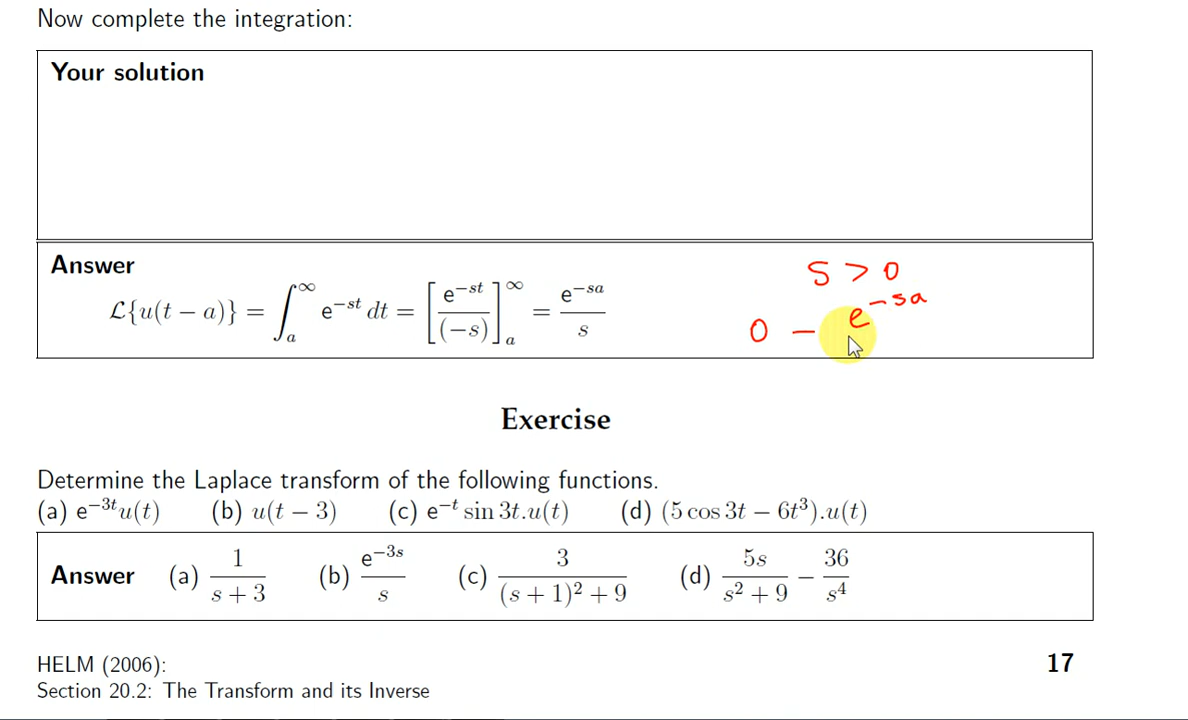 Now complete the integration:
Your solution
Answer
s > 0
ℒ{u(t − a)} = ∫ₐ^∞ e^−st dt = [e^−st/(−s)]ₐ^∞ = e^−sa/s
0 − e^−sa
Exercise
Determine the Laplace transform of the following functions.
(a) e^−3t u(t) (b) u(t − 3) (c) e^−t sin 3t.u(t) (d) (5 cos 3t − 6t³).u(t)
Answer (a) 1/(s + 3) (b) e^−3s/s (c) 3/((s + 1)² + 9) (d) 5s/(s² + 9) − 36/s⁴
HELM (2006):
17
Section 20.2: The Transform and its Inverse